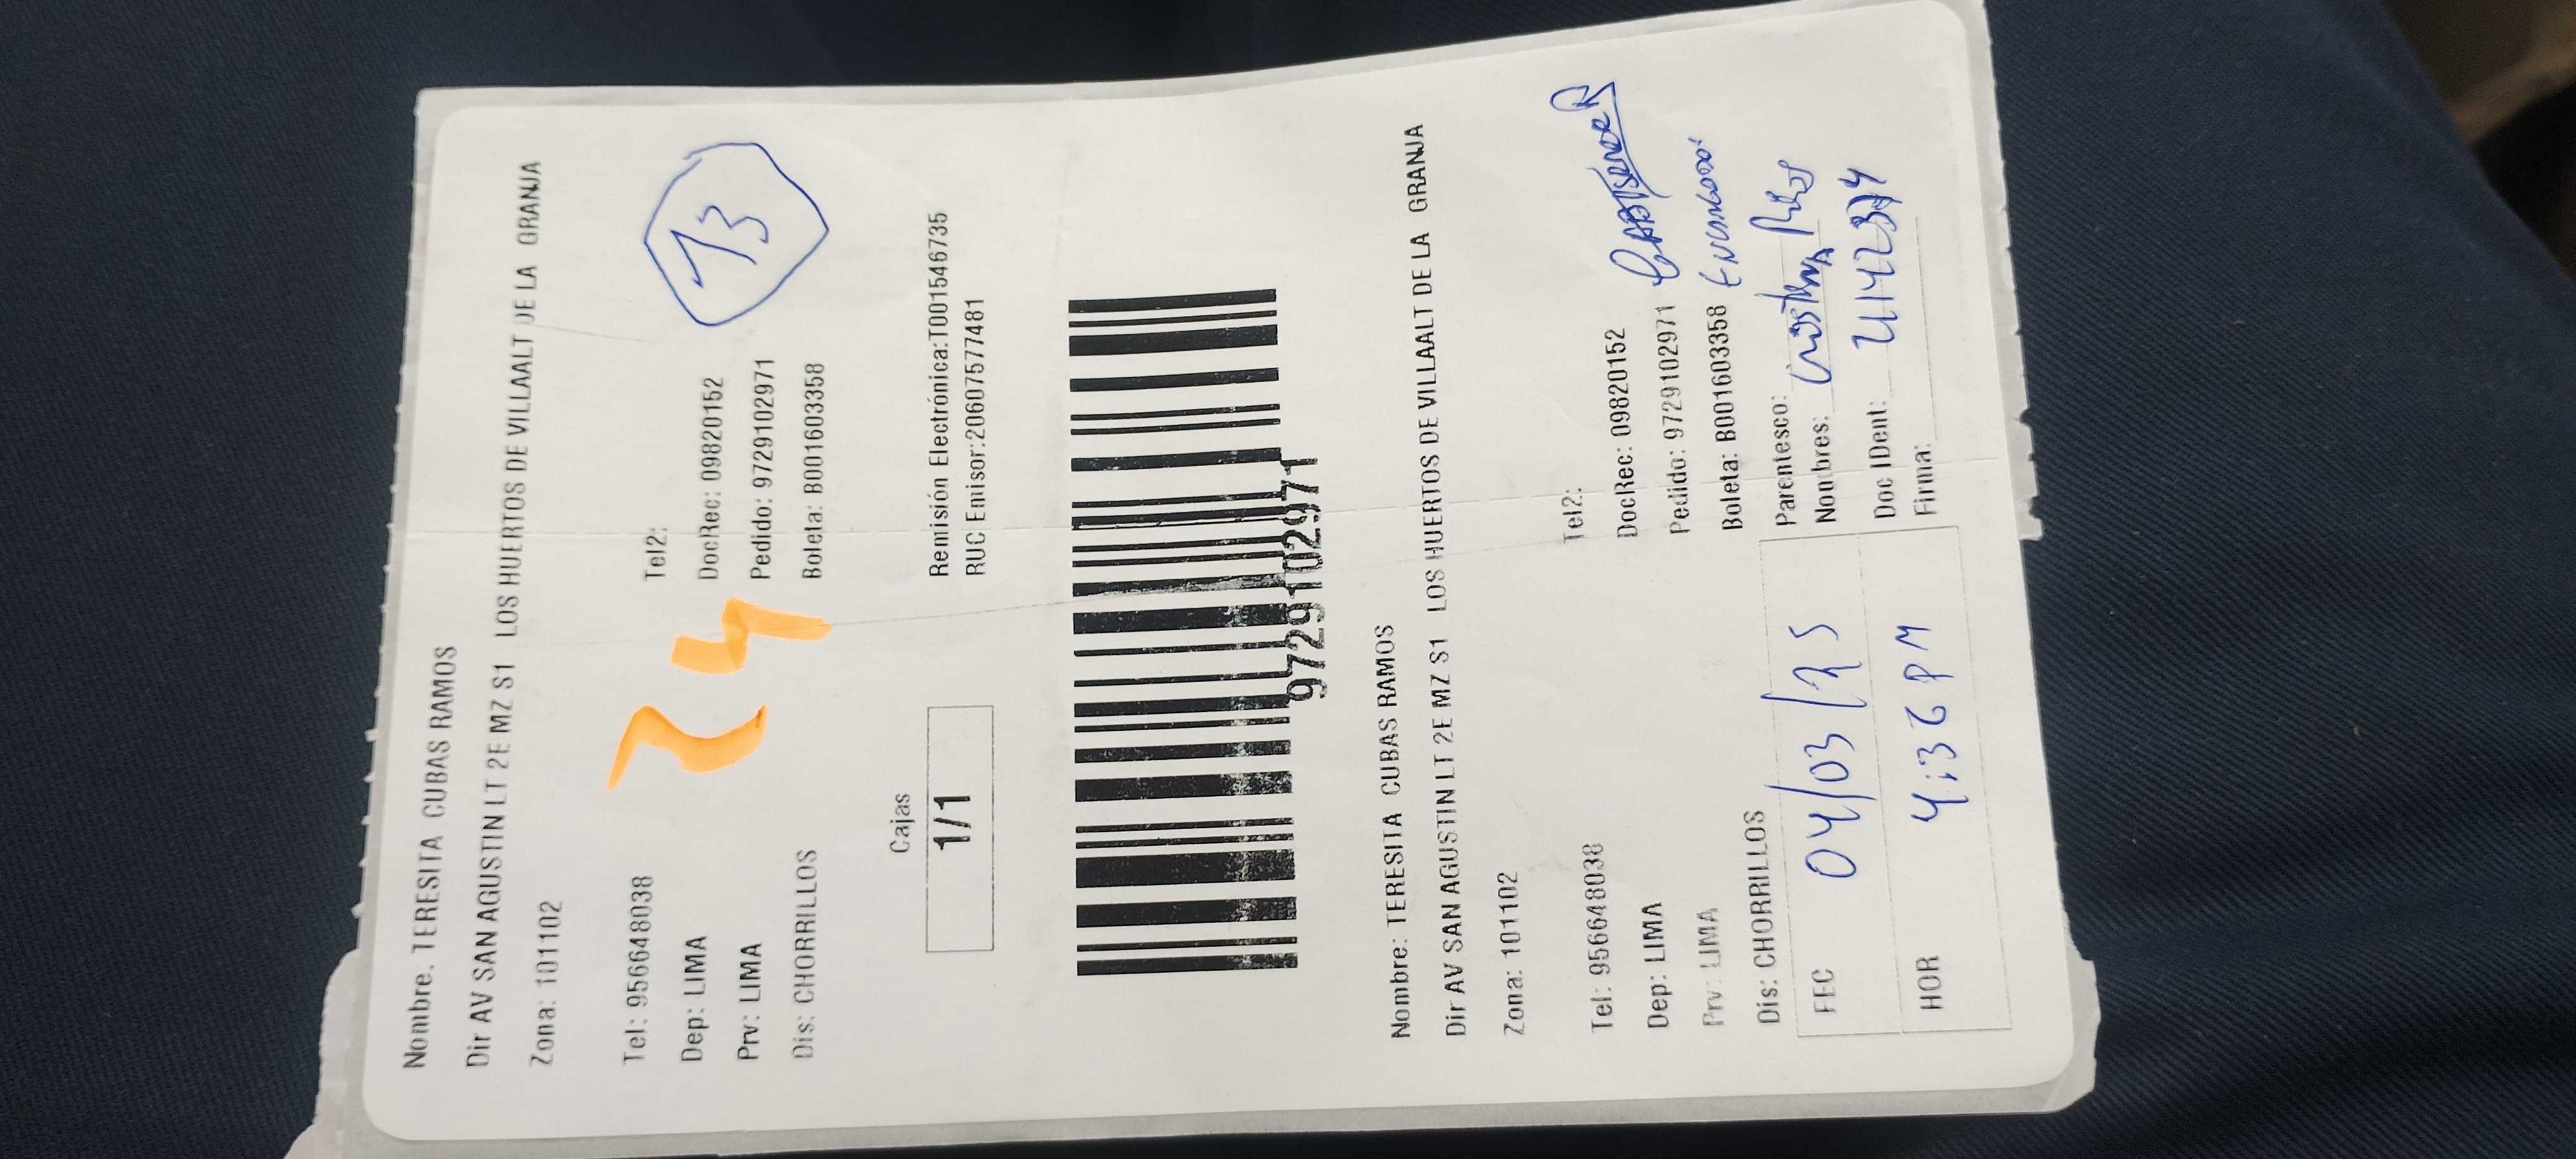 Nombre. TERESITA CUBAS RAMOS
Dir AV SAN AGUSTIN LT 2E MZ S1 LOS HUERTOS DE VILLAALT DE LA GRANJA
Zona: 101102
Tel: 956648038 Tel2:
Dep: LIMA DocRec: 09820152
Prv: LIMA Pedido: 9729102971
Dis: CHORRILLOS Boleta: B001603358
24
13
Cajas
1/1
Remisión Electrónica:T001546735
RUC Emisor:20607577481
9729102971
Nombre: TERESITA CUBAS RAMOS
Dir AV SAN AGUSTIN LT 2E MZ S1 LOS HUERTOS DE VILLAALT DE LA GRANJA
Zona: 101102
Tel: 956648038 Tel2:
Dep: LIMA DocRec: 09820152
Prv: LIMA Pedido: 9729102971
Dis: CHORRILLOS Boleta: B001603358
FEC 04/03/25
HOR 4:36 PM
Parentesco:
Nombres:
Doc IDent:
Firma: